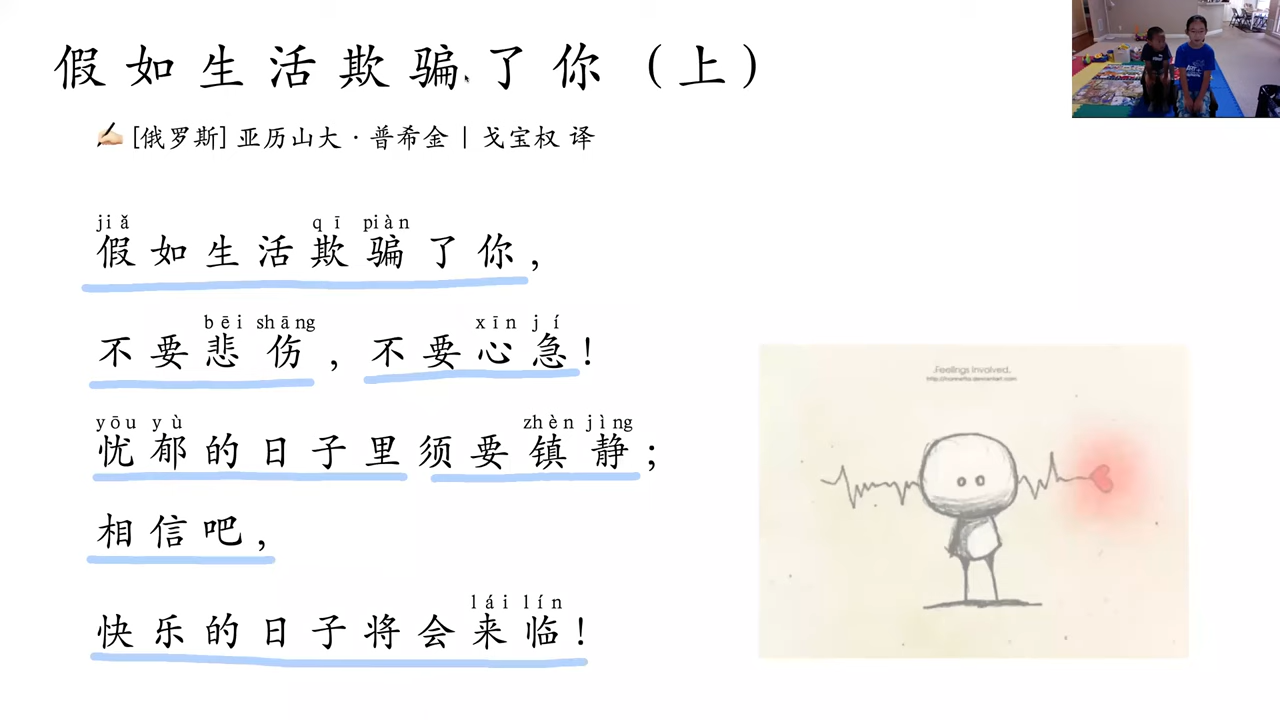 假如生活欺骗了你（上）
[俄罗斯] 亚历山大·普希金 | 戈宝权 译
jiǎ qī piàn
假如生活欺骗了你，
bēi shāng xīn jí
不要悲伤，不要心急！
yōu yù zhèn jìng
忧郁的日子里须要镇静；
相信吧，
lái lín
快乐的日子将会来临！
.Feelings Involved.